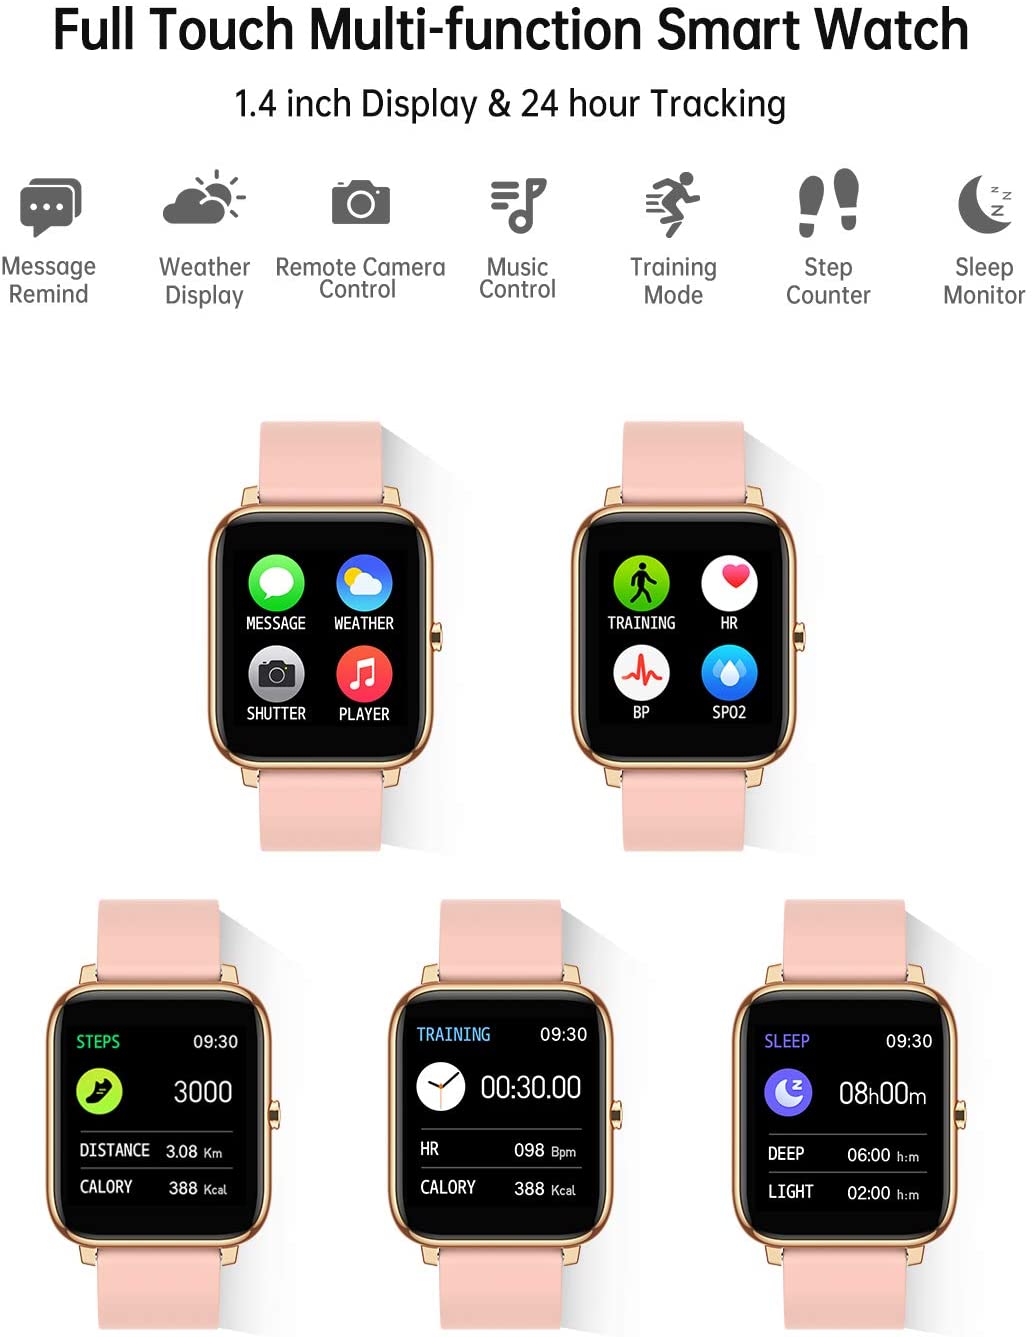 Full Touch Multi-function Smart Watch
1.4 inch Display & 24 hour Tracking
Message
Remind
Weather
Display
Remote Camera
Control
Music
Control
Training
Mode
Step
Counter
Sleep
Monitor
MESSAGE
WEATHER
SHUTTER
PLAYER
TRAINING
HR
BP
SPO2
STEPS 09:30
3000
DISTANCE 3.08 Km
CALORY 388 Kcal
TRAINING 09:30
00:30.00
HR 098 Bpm
CALORY 388 Kcal
SLEEP 09:30
z
08h00m
DEEP 06:00 h:m
LIGHT 02:00 h:m